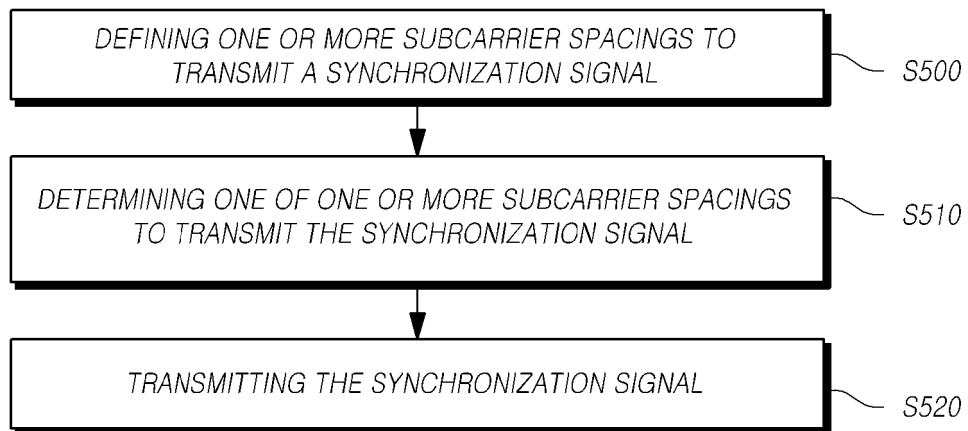 DEFINING ONE OR MORE SUBCARRIER SPACINGS TO
TRANSMIT A SYNCHRONIZATION SIGNAL
S500
DETERMINING ONE OF ONE OR MORE SUBCARRIER SPACINGS
TO TRANSMIT THE SYNCHRONIZATION SIGNAL
S510
TRANSMITTING THE SYNCHRONIZATION SIGNAL
S520